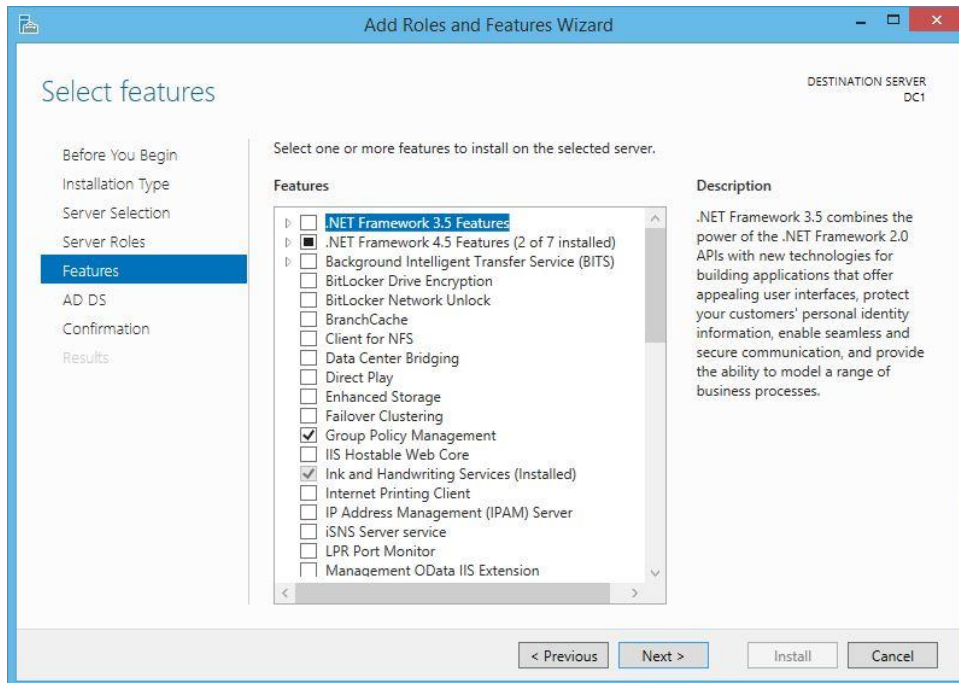 Add Roles and Features Wizard
Select features
DESTINATION SERVER
DC1
Before You Begin
Installation Type
Server Selection
Server Roles
Features
AD DS
Confirmation
Results
Select one or more features to install on the selected server.
Features
.NET Framework 3.5 Features
.NET Framework 4.5 Features (2 of 7 installed)
Background Intelligent Transfer Service (BITS)
BitLocker Drive Encryption
BitLocker Network Unlock
BranchCache
Client for NFS
Data Center Bridging
Direct Play
Enhanced Storage
Failover Clustering
Group Policy Management
IIS Hostable Web Core
Ink and Handwriting Services (Installed)
Internet Printing Client
IP Address Management (IPAM) Server
iSNS Server service
LPR Port Monitor
Management OData IIS Extension
Description
.NET Framework 3.5 combines the
power of the .NET Framework 2.0
APIs with new technologies for
building applications that offer
appealing user interfaces, protect
your customers' personal identity
information, enable seamless and
secure communication, and provide
the ability to model a range of
business processes.
< Previous
Next >
Install
Cancel